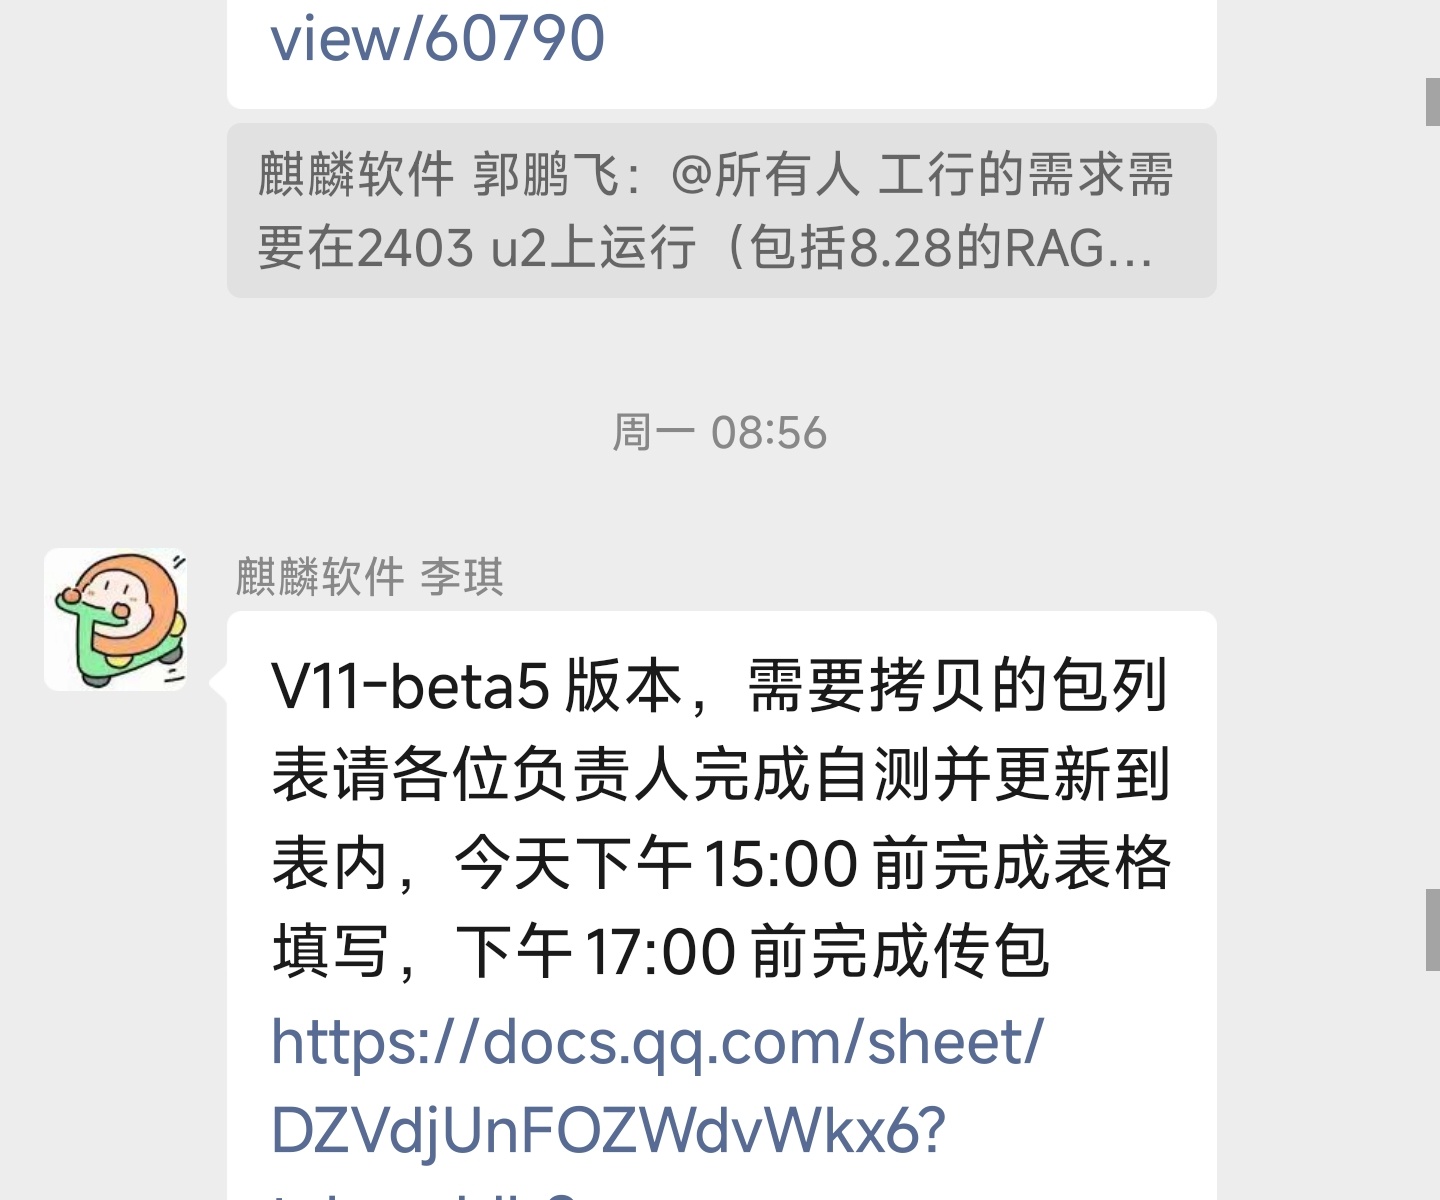 view/60790
麒麟软件 郭鹏飞：@所有人 工行的需求需
要在2403 u2上运行（包括8.28的RAG...
周一 08:56
麒麟软件 李琪
V11-beta5 版本，需要拷贝的包列
表请各位负责人完成自测并更新到
表内，今天下午 15:00 前完成表格
填写，下午 17:00 前完成传包
https://docs.qq.com/sheet/
DZVdjUnFOZWdvWkx6?